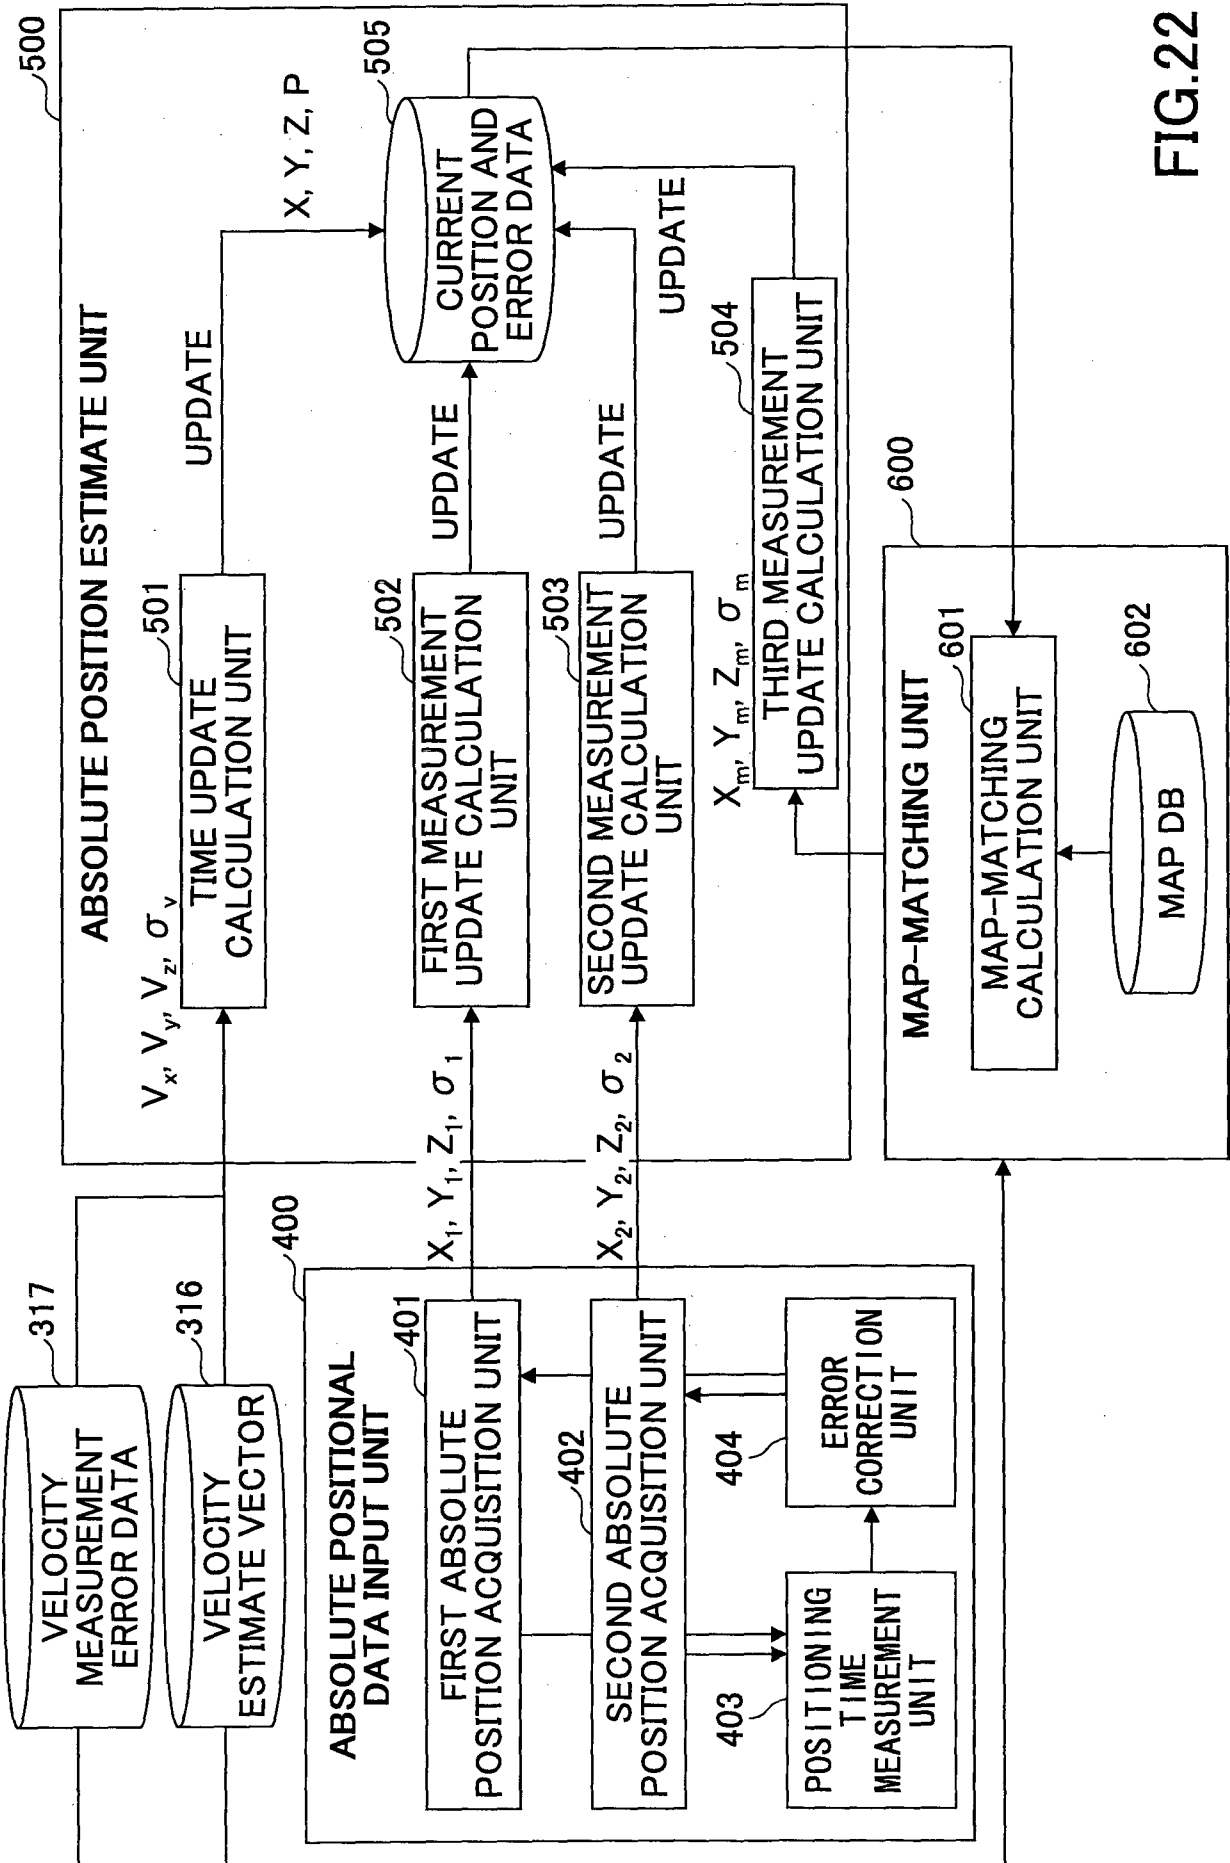 VELOCITY
MEASUREMENT
ERROR DATA
317
VELOCITY
ESTIMATE VECTOR
316
400
ABSOLUTE POSITIONAL
DATA INPUT UNIT
401
FIRST ABSOLUTE
POSITION ACQUISITION UNIT
402
SECOND ABSOLUTE
POSITION ACQUISITION UNIT
403
POSITIONING
TIME
MEASUREMENT
UNIT
404
ERROR
CORRECTION
UNIT
X₁, Y₁, Z₁, σ₁
X₂, Y₂, Z₂, σ₂
500
ABSOLUTE POSITION ESTIMATE UNIT
Vx, Vy, Vz, σv
501
TIME UPDATE
CALCULATION UNIT
UPDATE
X, Y, Z, P
502
FIRST MEASUREMENT
UPDATE CALCULATION
UNIT
UPDATE
503
SECOND MEASUREMENT
UPDATE CALCULATION
UNIT
UPDATE
505
CURRENT
POSITION AND
ERROR DATA
Xm, Ym, Zm, σm
504
THIRD MEASUREMENT
UPDATE CALCULATION UNIT
UPDATE
600
MAP-MATCHING UNIT
601
MAP-MATCHING
CALCULATION UNIT
602
MAP DB
FIG.22